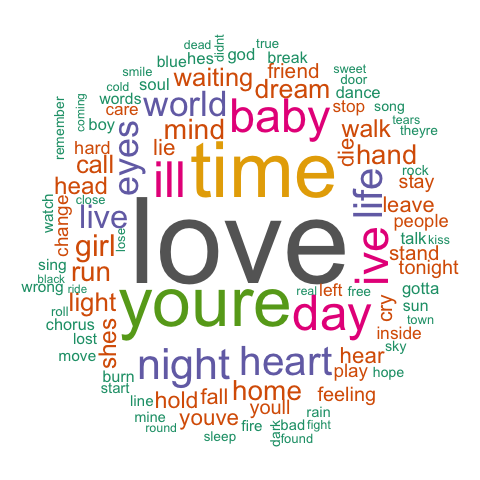 dead
didnt
true
bluehes
god
break
smile
waiting
friend
sweet
door
cold
soul
dream
dance
words
world
baby
stop
song
care
coming
remember
boy
mind
walk
tears
theyre
hard
lie
eyes
time
die
hand
call
ill
rock
head
life
stay
close
love
leave
watch
change
live
people
lose
ive
talk
kiss
girl
stand
sing
tonight
black
run
wrong
ride
real
left
free
gotta
light
youre
day
cry
sun
roll
town
chorus
shes
inside
lost
sky
move
night
heart
hear
play
hope
burn
start
home
feeling
line
hold
fall
youll
mine
youve
rain
round
fire
dark
bad
fight
sleep
found